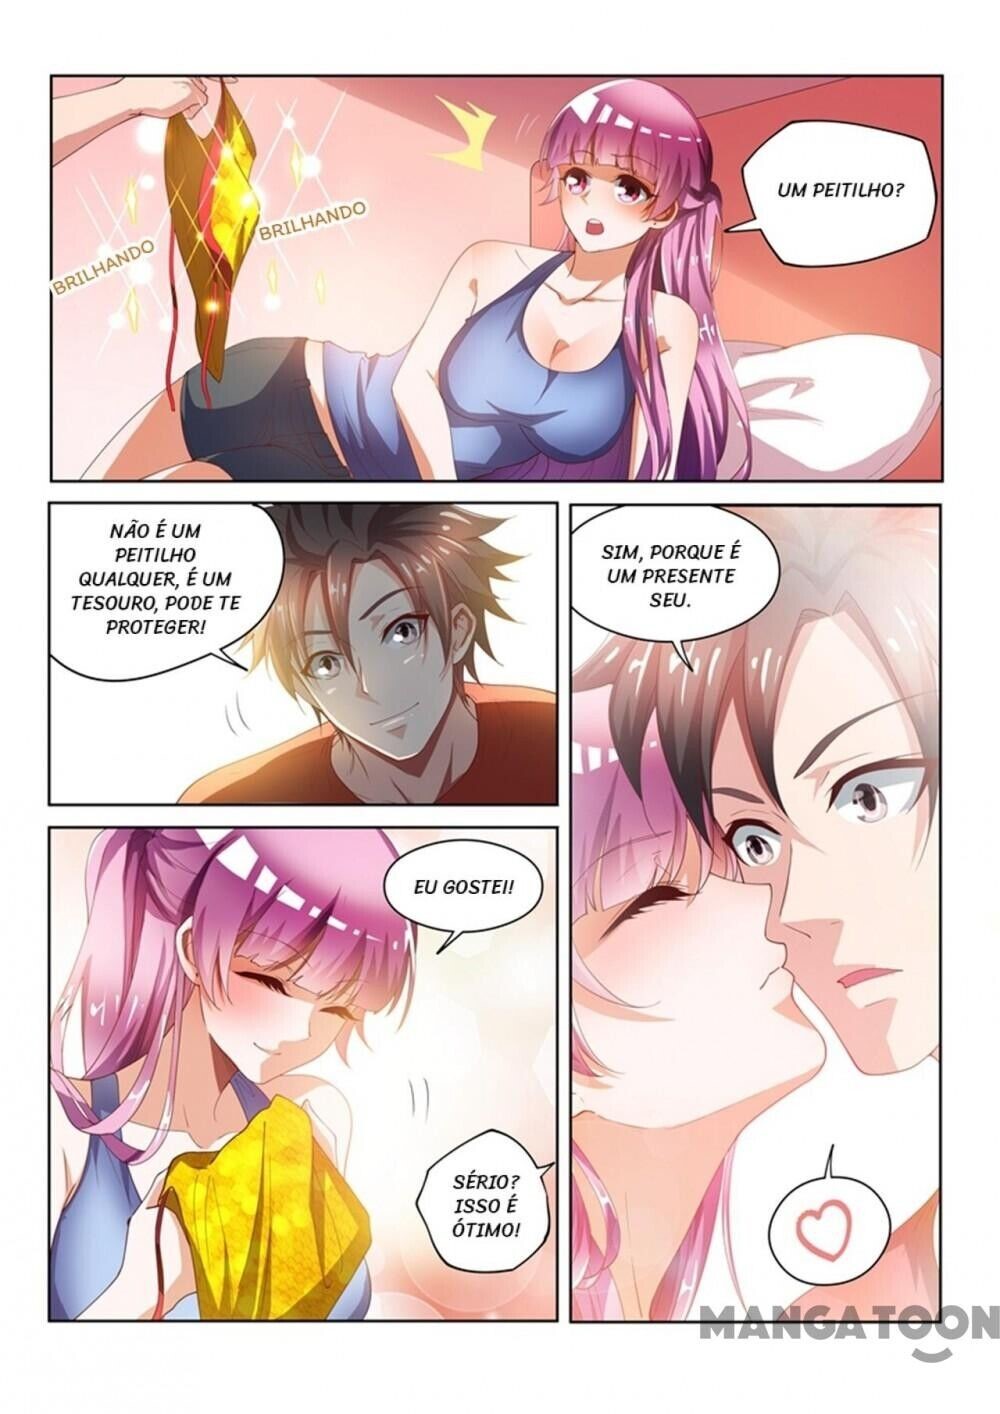 UM PEITILHO?
BRILHANDO
BRILHANDO
NÃO É UM
PEITILHO
QUALQUER, É UM
TESOURO, PODE TE
PROTEGER!
EU GOSTEI!
SÉRIO?
ISSO É
ÓTIMO!
SIM, PORQUE É
UM PRESENTE
SEU.
MANGATOON